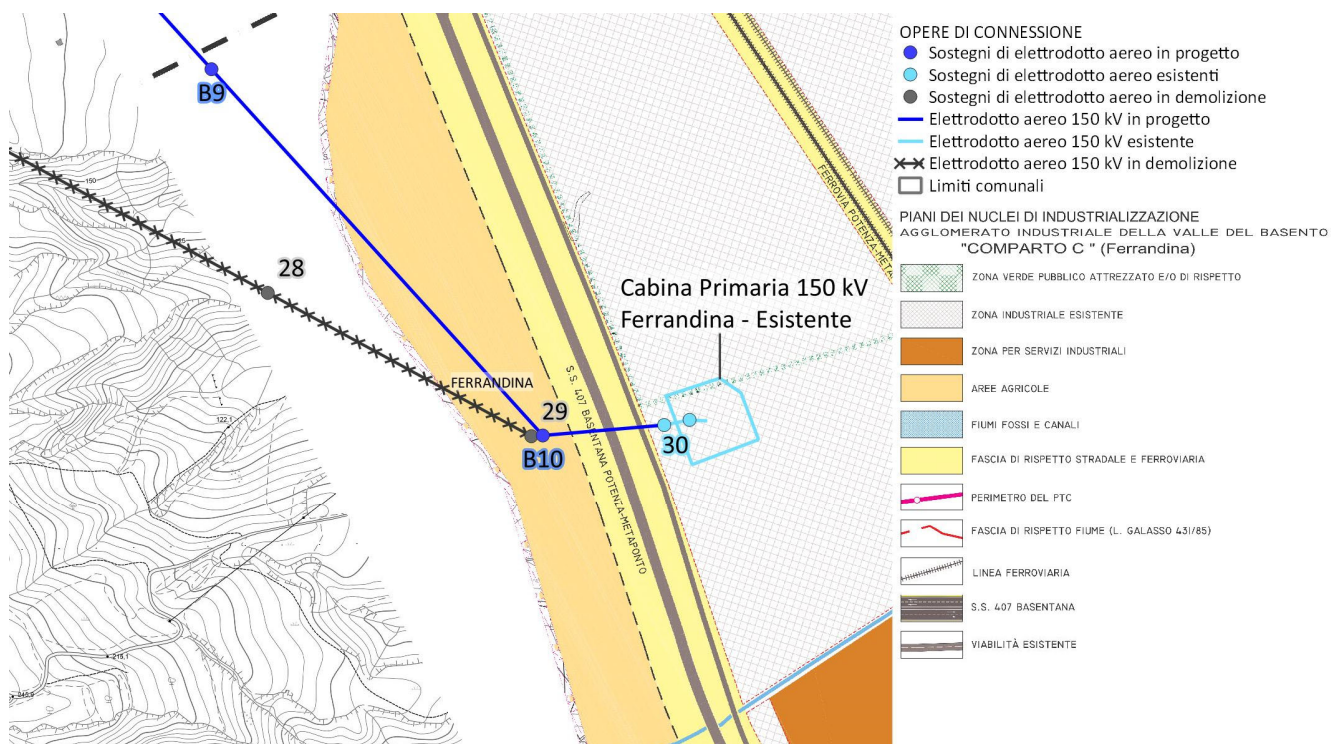 OPERE DI CONNESSIONE
Sostegni di elettrodotto aereo in progetto
Sostegni di elettrodotto aereo esistenti
Sostegni di elettrodotto aereo in demolizione
Elettrodotto aereo 150 kV in progetto
Elettrodotto aereo 150 kV esistente
Elettrodotto aereo 150 kV in demolizione
Limiti comunali
PIANI DEI NUCLEI DI INDUSTRIALIZZAZIONE
AGGLOMERATO INDUSTRIALE DELLA VALLE DEL BASENTO
"COMPARTO C " (Ferrandina)
ZONA VERDE PUBBLICO ATTREZZATO E/O DI RISPETTO
ZONA INDUSTRIALE ESISTENTE
ZONA PER SERVIZI INDUSTRIALI
AREE AGRICOLE
FIUMI FOSSI E CANALI
FASCIA DI RISPETTO STRADALE E FERROVIARIA
PERIMETRO DEL PTC
FASCIA DI RISPETTO FIUME (L. GALASSO 431/85)
LINEA FERROVIARIA
S.S. 407 BASENTANA
VIABILITÀ ESISTENTE
B9
150
28
FERROVIA POTENZA-META
Cabina Primaria 150 kV
Ferrandina - Esistente
FERRANDINA
S.S. 407 BASENTANA POTENZA-METAPONTO
29
B10
30
122,1
215,1